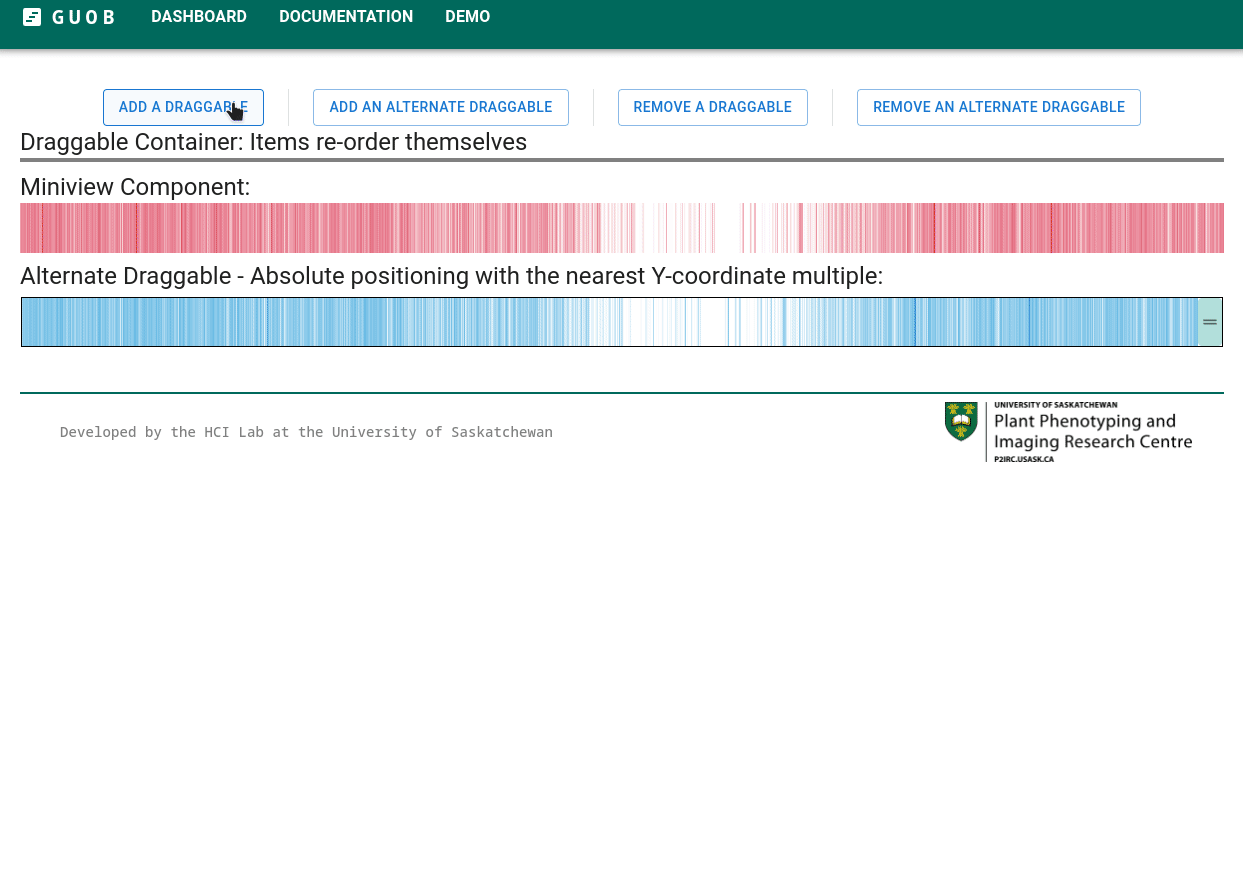 GUOB DASHBOARD DOCUMENTATION DEMO
ADD A DRAGGABLE ADD AN ALTERNATE DRAGGABLE REMOVE A DRAGGABLE REMOVE AN ALTERNATE DRAGGABLE
Draggable Container: Items re-order themselves
Miniview Component:
Alternate Draggable - Absolute positioning with the nearest Y-coordinate multiple:
Developed by the HCI Lab at the University of Saskatchewan
UNIVERSITY OF SASKATCHEWAN
Plant Phenotyping and
Imaging Research Centre
P2IRC.USASK.CA